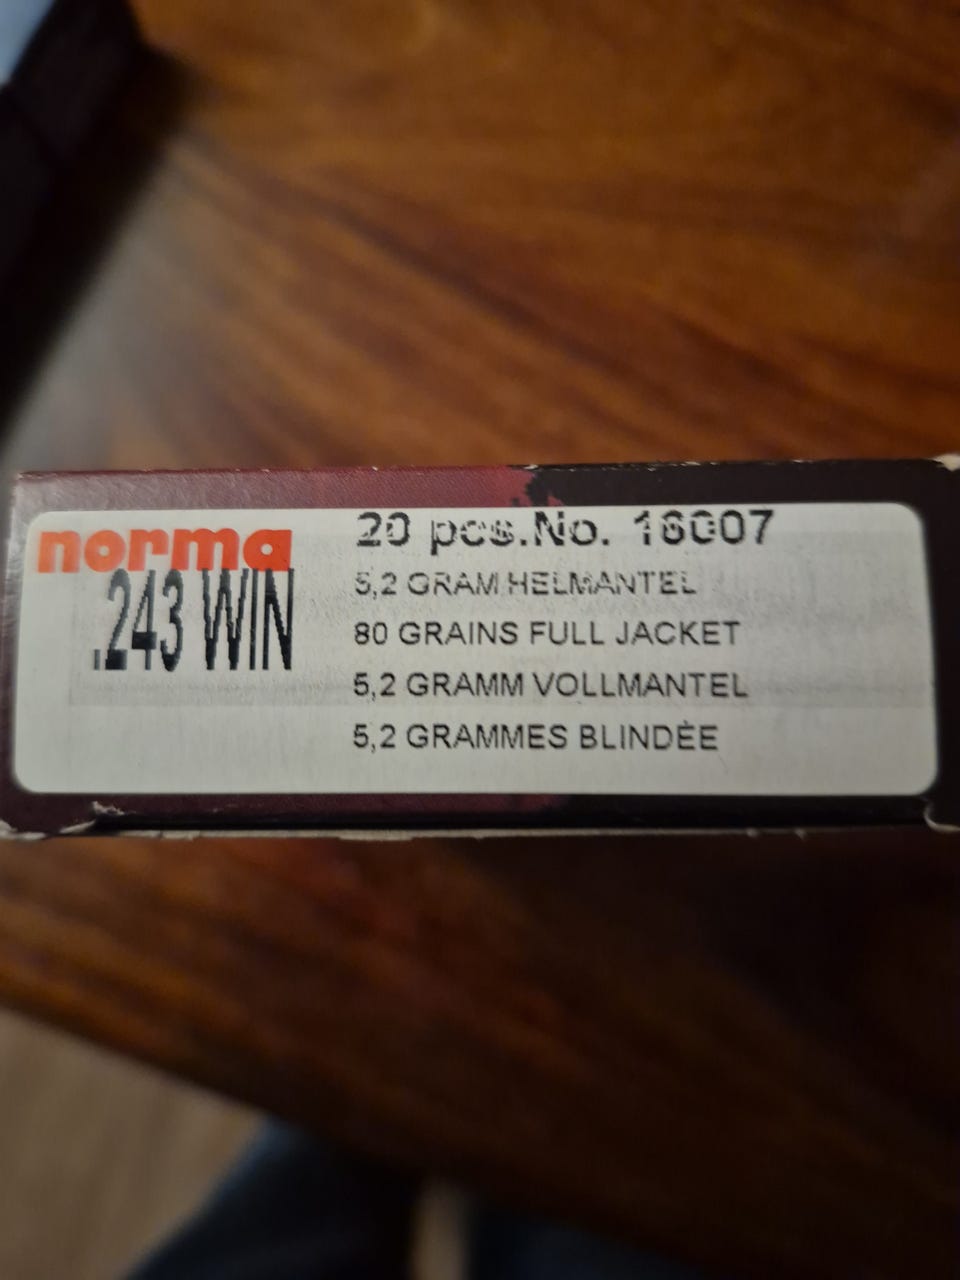 norma
.243 WIN
20 pcs.No. 16007
5,2 GRAM HELMANTEL
80 GRAINS FULL JACKET
5,2 GRAMM VOLLMANTEL
5,2 GRAMMES BLINDÈE